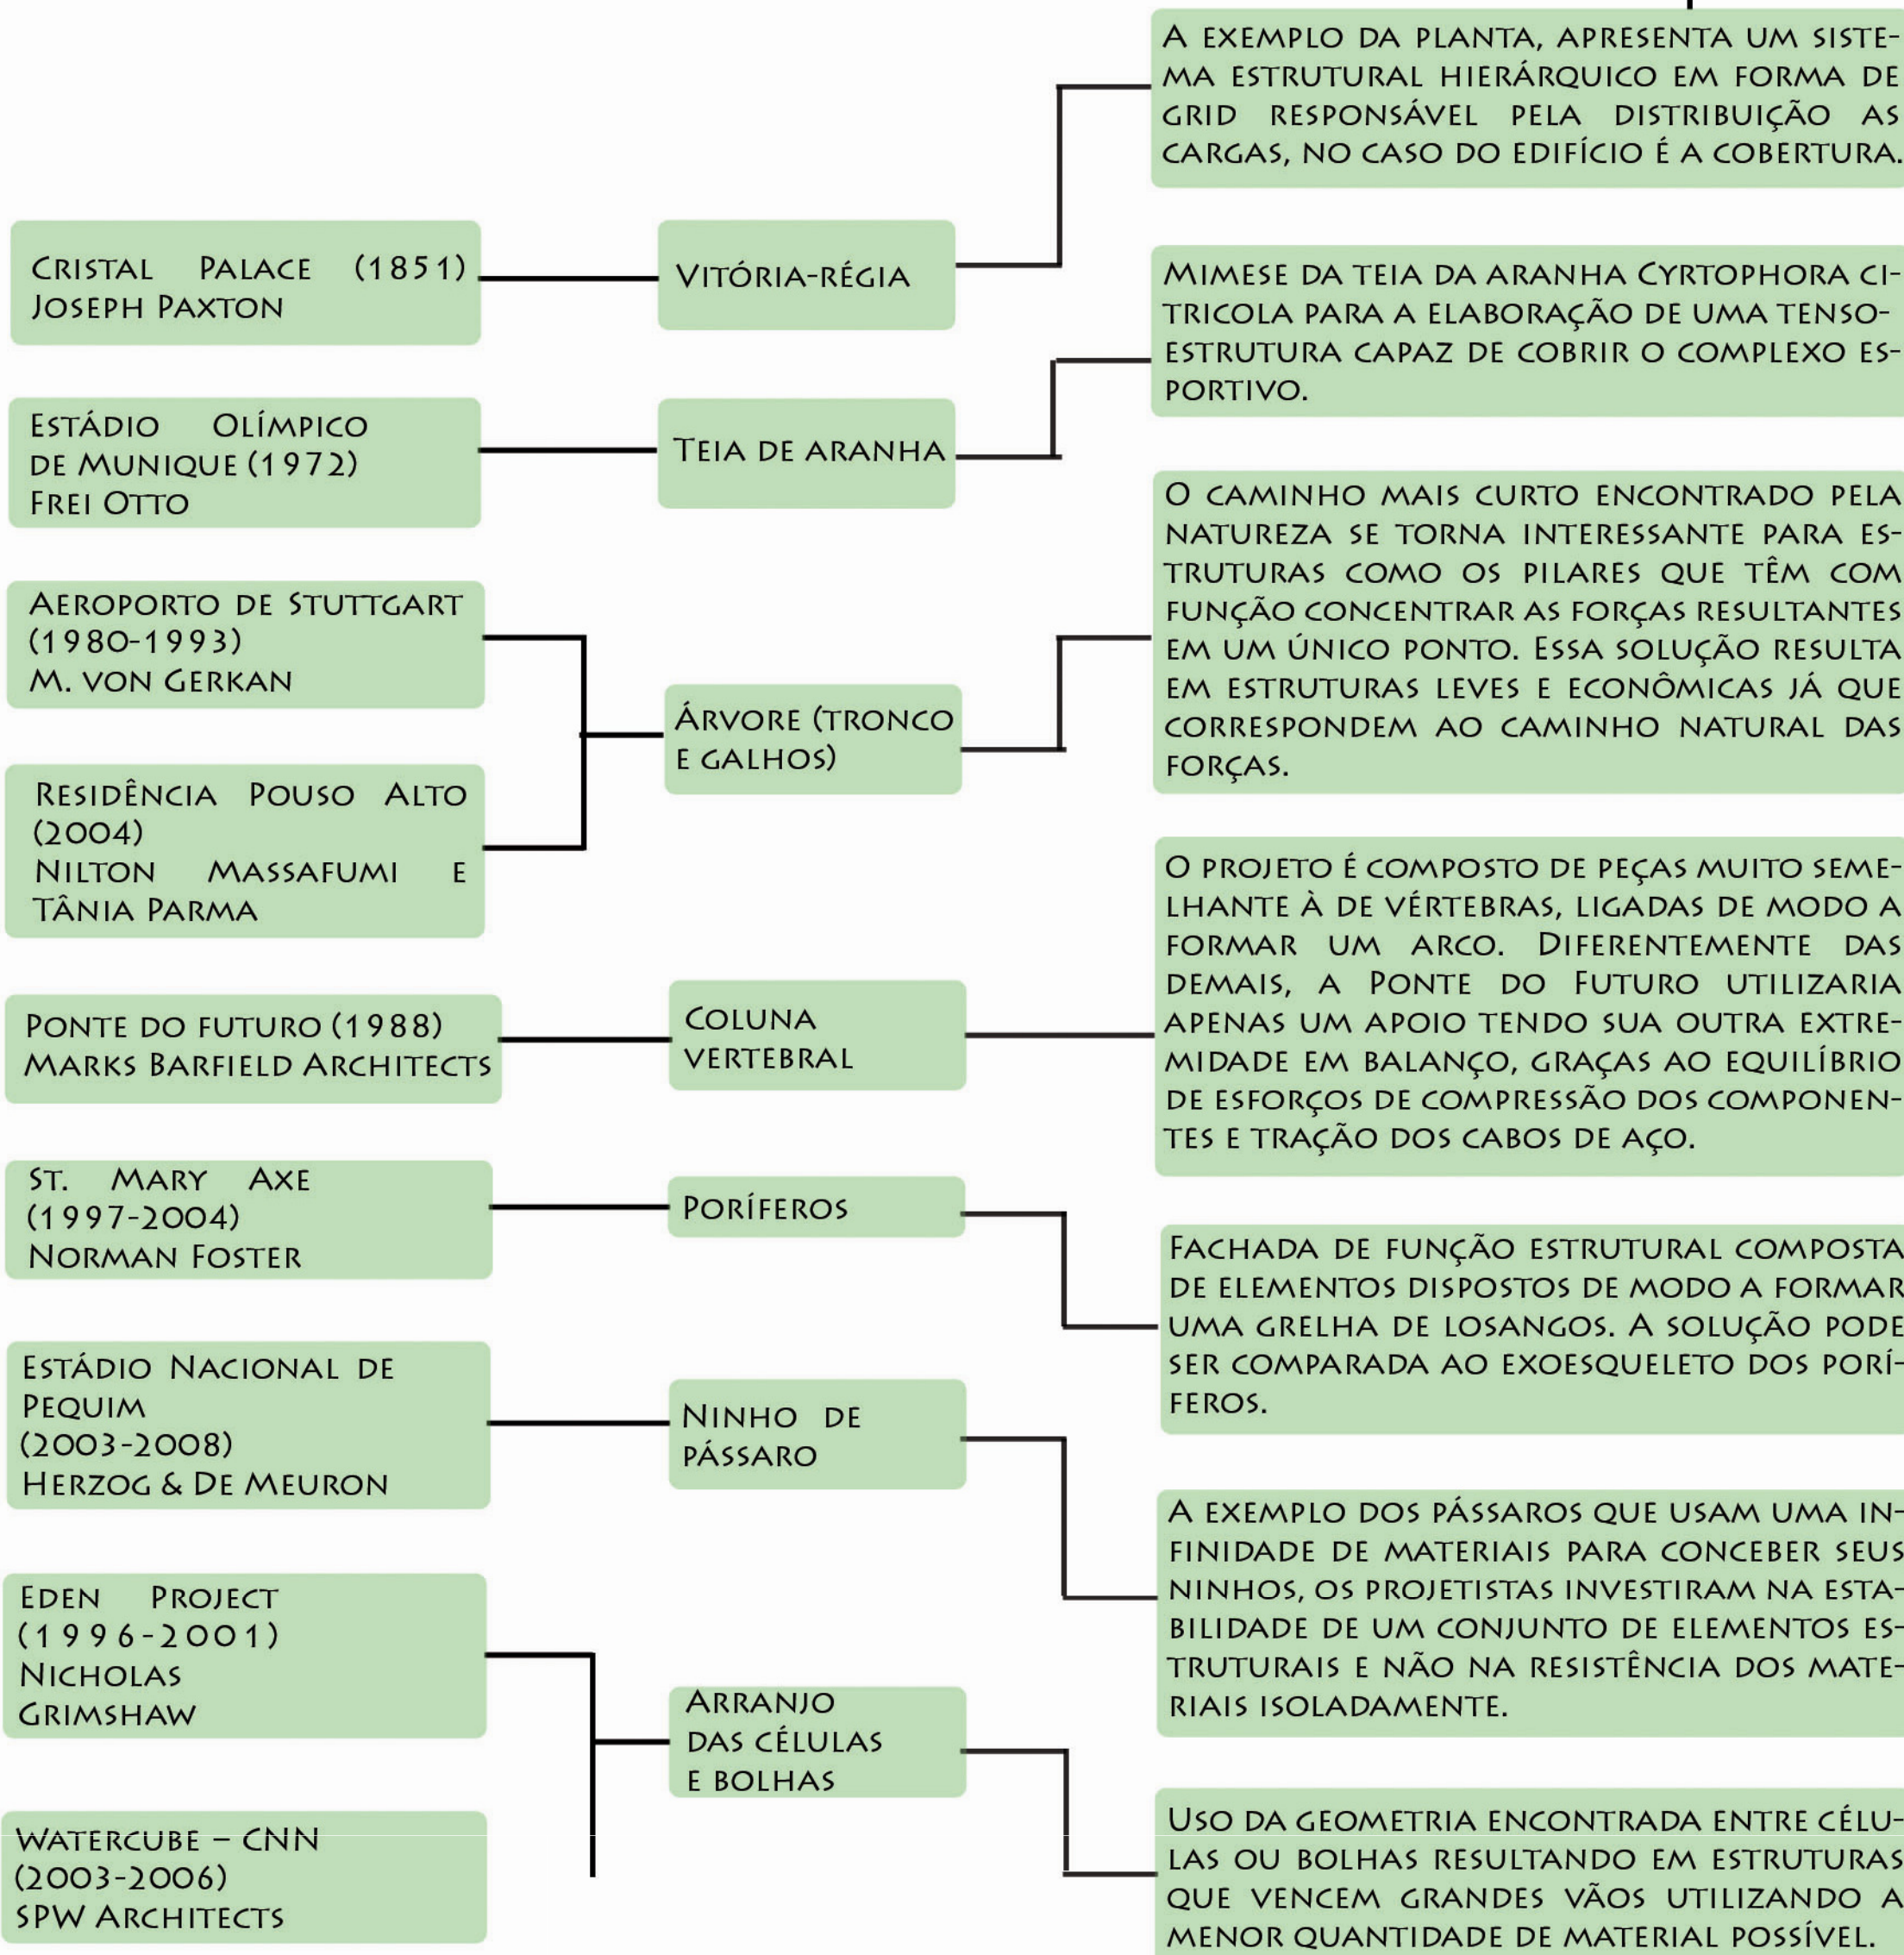 A EXEMPLO DA PLANTA, APRESENTA UM SISTE-
MA ESTRUTURAL HIERÁRQUICO EM FORMA DE
GRID RESPONSÁVEL PELA DISTRIBUIÇÃO AS
CARGAS, NO CASO DO EDIFÍCIO É A COBERTURA.
CRISTAL PALACE (1851)
JOSEPH PAXTON
VITÓRIA-RÉGIA
MIMESE DA TEIA DA ARANHA CYRTOPHORA CI-
TRICOLA PARA A ELABORAÇÃO DE UMA TENSO-
ESTRUTURA CAPAZ DE COBRIR O COMPLEXO ES-
PORTIVO.
ESTÁDIO OLÍMPICO
DE MUNIQUE (1972)
FREI OTTO
TEIA DE ARANHA
O CAMINHO MAIS CURTO ENCONTRADO PELA
NATUREZA SE TORNA INTERESSANTE PARA ES-
TRUTURAS COMO OS PILARES QUE TÊM COM
FUNÇÃO CONCENTRAR AS FORÇAS RESULTANTES
EM UM ÚNICO PONTO. ESSA SOLUÇÃO RESULTA
EM ESTRUTURAS LEVES E ECONÔMICAS JÁ QUE
CORRESPONDEM AO CAMINHO NATURAL DAS
FORÇAS.
AEROPORTO DE STUTTGART
(1980-1993)
M. VON GERKAN
ÁRVORE (TRONCO
E GALHOS)
RESIDÊNCIA POUSO ALTO
(2004)
NILTON MASSAFUMI E
TÂNIA PARMA
O PROJETO É COMPOSTO DE PEÇAS MUITO SEME-
LHANTE À DE VÉRTEBRAS, LIGADAS DE MODO A
FORMAR UM ARCO. DIFERENTEMENTE DAS
DEMAIS, A PONTE DO FUTURO UTILIZARIA
APENAS UM APOIO TENDO SUA OUTRA EXTRE-
MIDADE EM BALANÇO, GRAÇAS AO EQUILÍBRIO
DE ESFORÇOS DE COMPRESSÃO DOS COMPONEN-
TES E TRAÇÃO DOS CABOS DE AÇO.
PONTE DO FUTURO (1988)
MARKS BARFIELD ARCHITECTS
COLUNA
VERTEBRAL
ST. MARY AXE
(1997-2004)
NORMAN FOSTER
PORÍFEROS
FACHADA DE FUNÇÃO ESTRUTURAL COMPOSTA
DE ELEMENTOS DISPOSTOS DE MODO A FORMAR
UMA GRELHA DE LOSANGOS. A SOLUÇÃO PODE
SER COMPARADA AO EXOESQUELETO DOS PORÍ-
FEROS.
ESTÁDIO NACIONAL DE
PEQUIM
(2003-2008)
HERZOG & DE MEURON
NINHO DE
PÁSSARO
A EXEMPLO DOS PÁSSAROS QUE USAM UMA IN-
FINIDADE DE MATERIAIS PARA CONCEBER SEUS
NINHOS, OS PROJETISTAS INVESTIRAM NA ESTA-
BILIDADE DE UM CONJUNTO DE ELEMENTOS ES-
TRUTURAIS E NÃO NA RESISTÊNCIA DOS MATE-
RIAIS ISOLADAMENTE.
EDEN PROJECT
(1996-2001)
NICHOLAS
GRIMSHAW
ARRANJO
DAS CÉLULAS
E BOLHAS
WATERCUBE – CNN
(2003-2006)
SPW ARCHITECTS
USO DA GEOMETRIA ENCONTRADA ENTRE CÉLU-
LAS OU BOLHAS RESULTANDO EM ESTRUTURAS
QUE VENCEM GRANDES VÃOS UTILIZANDO A
MENOR QUANTIDADE DE MATERIAL POSSÍVEL.